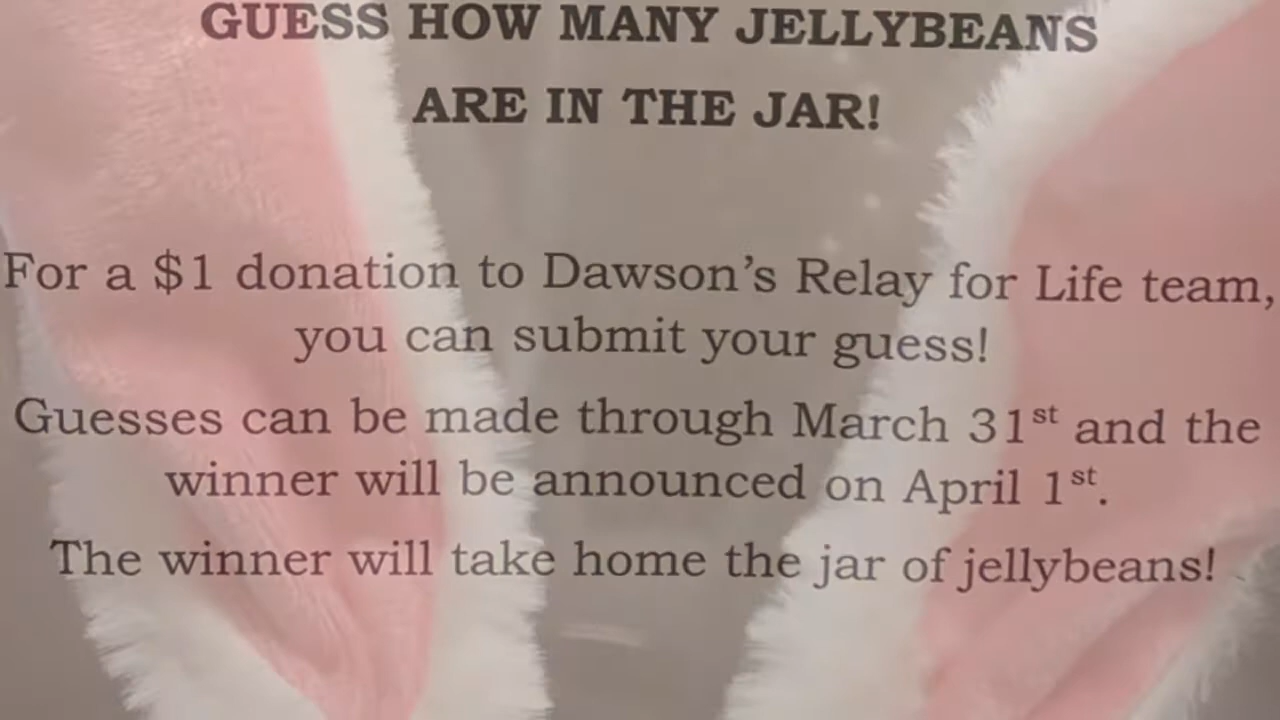 GUESS HOW MANY JELLYBEANS
ARE IN THE JAR!
For a $1 donation to Dawson's Relay for Life team,
you can submit your guess!
Guesses can be made through March 31st and the
winner will be announced on April 1st.
The winner will take home the jar of jellybeans!